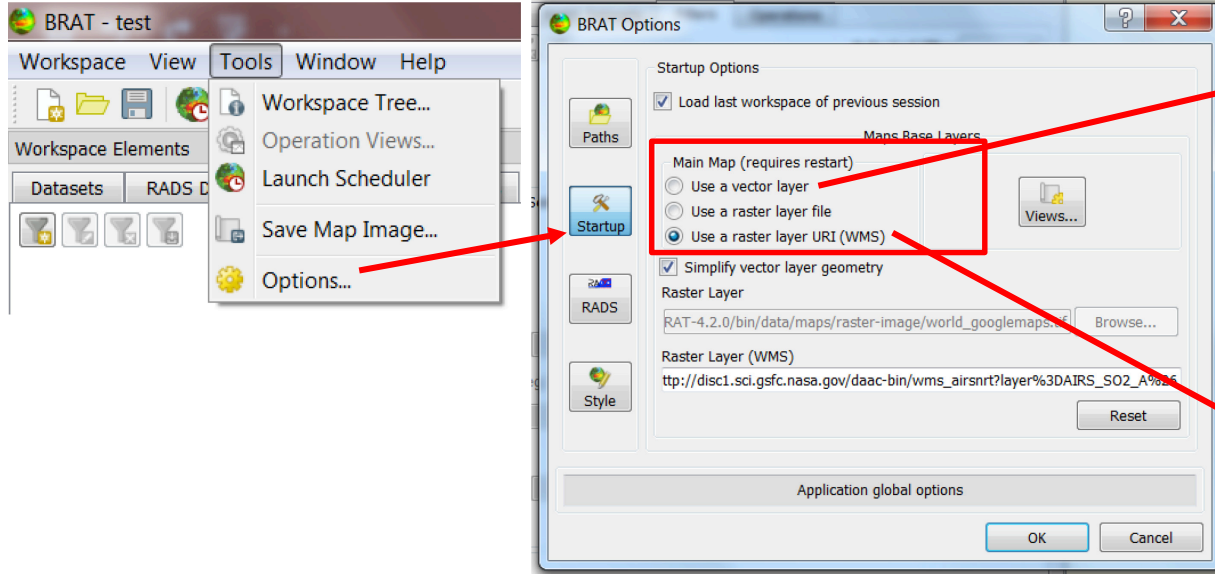 BRAT - test
Workspace View Tools Window Help
Workspace Tree...
Operation Views...
Launch Scheduler
Save Map Image...
Options...
Workspace Elements
Datasets RADS D
BRAT Options
Startup Options
Load last workspace of previous session
Maps Base Layers
Main Map (requires restart)
Use a vector layer
Use a raster layer file
Use a raster layer URI (WMS)
Views...
Simplify vector layer geometry
Raster Layer
RAT-4.2.0/bin/data/maps/raster-image/world_googlemaps.tif Browse...
Raster Layer (WMS)
ttp://disc1.sci.gsfc.nasa.gov/daac-bin/wms_airsnrt?layer%3DAIRS_SO2_A%26
Reset
Paths
Startup
RADS
Style
Application global options
OK Cancel